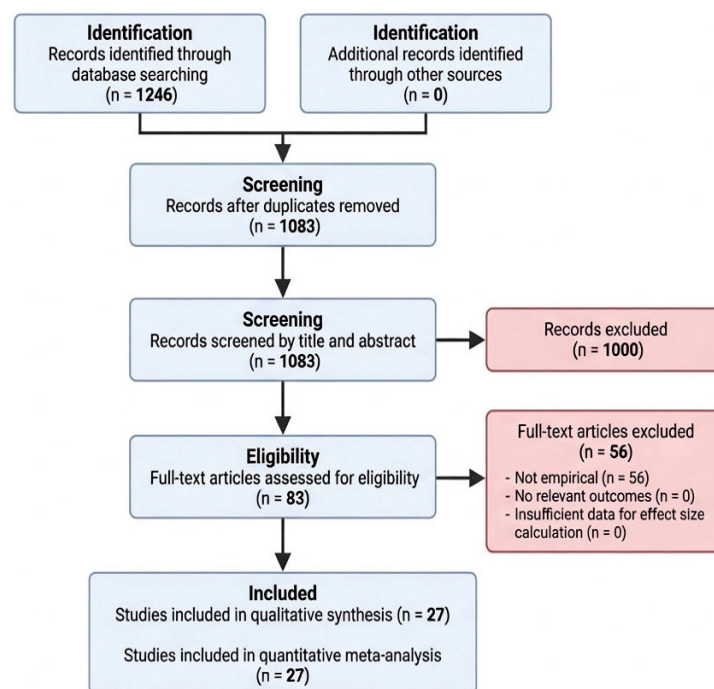 Identification
Records identified through
database searching
(n = 1246)
Identification
Additional records identified
through other sources
(n = 0)
Screening
Records after duplicates removed
(n = 1083)
Screening
Records screened by title and abstract
(n = 1083)
Records excluded
(n = 1000)
Eligibility
Full-text articles assessed for eligibility
(n = 83)
Full-text articles excluded
(n = 56)
- Not empirical (n = 56)
- No relevant outcomes (n = 0)
- Insufficient data for effect size
calculation (n = 0)
Included
Studies included in qualitative synthesis (n = 27)
Studies included in quantitative meta-analysis
(n = 27)